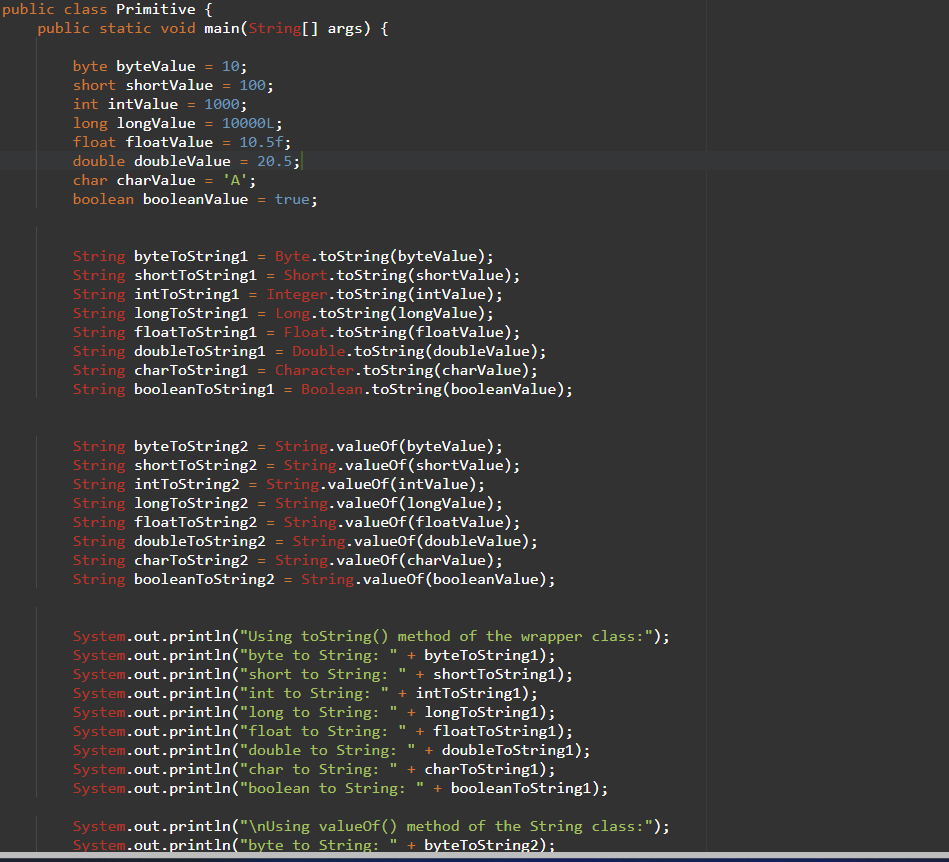 public class Primitive {
public static void main(String[] args) {
byte byteValue = 10;
short shortValue = 100;
int intValue = 1000;
long longValue = 10000L;
float floatValue = 10.5f;
double doubleValue = 20.5;
char charValue = 'A';
boolean booleanValue = true;
String byteToString1 = Byte.toString(byteValue);
String shortToString1 = Short.toString(shortValue);
String intToString1 = Integer.toString(intValue);
String longToString1 = Long.toString(longValue);
String floatToString1 = Float.toString(floatValue);
String doubleToString1 = Double.toString(doubleValue);
String charToString1 = Character.toString(charValue);
String booleanToString1 = Boolean.toString(booleanValue);
String byteToString2 = String.valueOf(byteValue);
String shortToString2 = String.valueOf(shortValue);
String intToString2 = String.valueOf(intValue);
String longToString2 = String.valueOf(longValue);
String floatToString2 = String.valueOf(floatValue);
String doubleToString2 = String.valueOf(doubleValue);
String charToString2 = String.valueOf(charValue);
String booleanToString2 = String.valueOf(booleanValue);
System.out.println("Using toString() method of the wrapper class:");
System.out.println("byte to String: " + byteToString1);
System.out.println("short to String: " + shortToString1);
System.out.println("int to String: " + intToString1);
System.out.println("long to String: " + longToString1);
System.out.println("float to String: " + floatToString1);
System.out.println("double to String: " + doubleToString1);
System.out.println("char to String: " + charToString1);
System.out.println("boolean to String: " + booleanToString1);
System.out.println("\nUsing valueOf() method of the String class:");
System.out.println("byte to String: " + byteToString2);